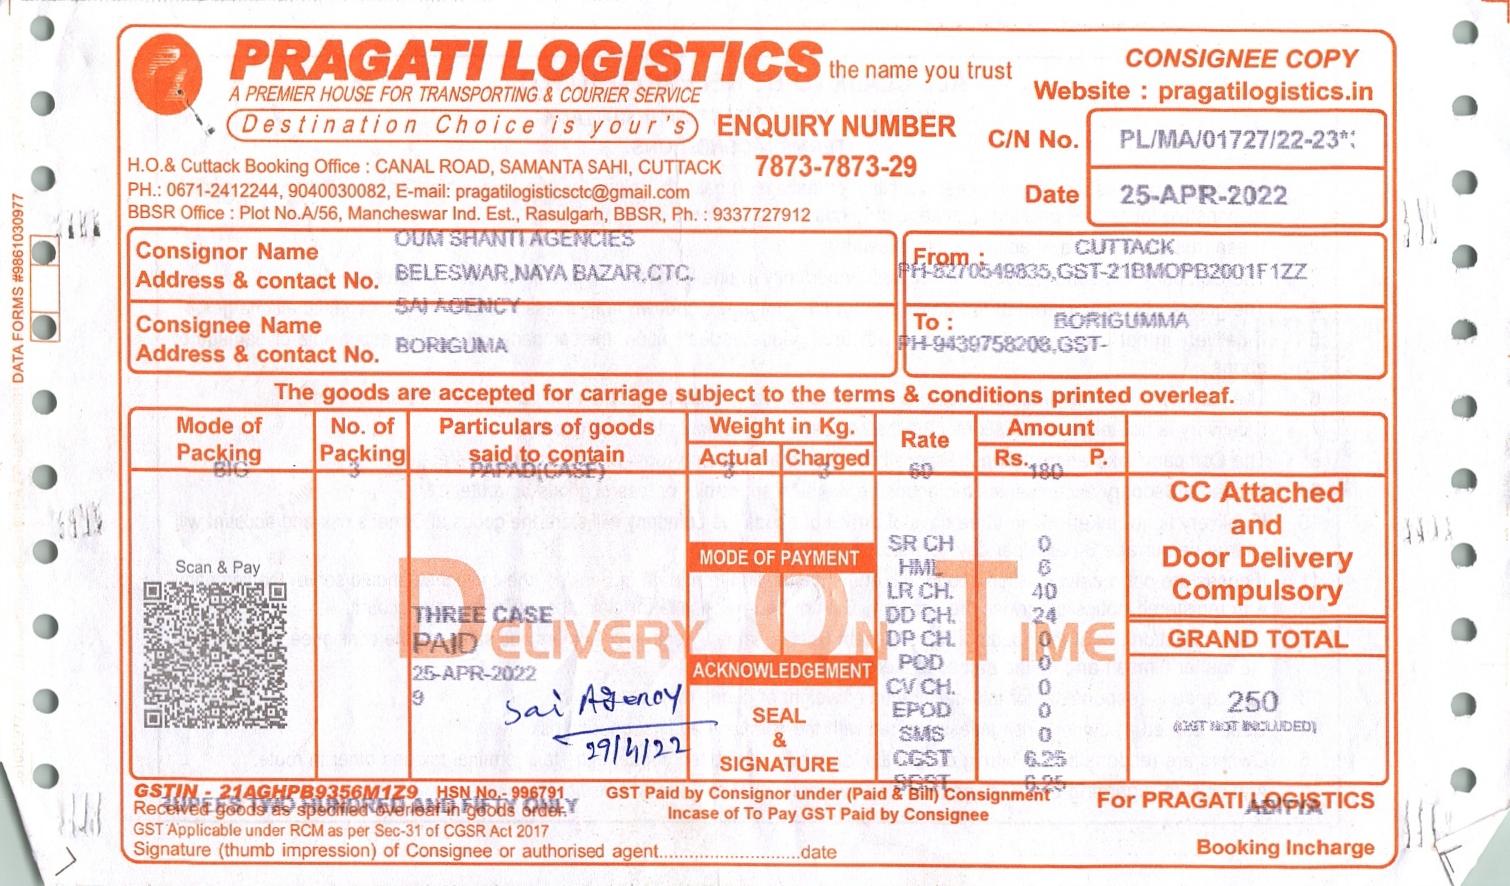 PRAGATI LOGISTICS the name you trust
CONSIGNEE COPY
A PREMIER HOUSE FOR TRANSPORTING & COURIER SERVICE
Website : pragatilogistics.in
Destination Choice is your's
ENQUIRY NUMBER
7873-7873-29
C/N No. PL/MA/01727/22-23
Date 25-APR-2022
H.O.& Cuttack Booking Office : CANAL ROAD, SAMANTA SAHI, CUTTACK
PH.: 0671-2412244, 9040030082, E-mail: pragatilogisticsctc@gmail.com
BBSR Office : Plot No.A/56, Mancheswar Ind. Est., Rasulgarh, BBSR, Ph. : 9337727912
DATA FORMS #9861030977
Consignor Name OUM SHANTI AGENCIES
Address & contact No. BELESWAR,NAYA BAZAR,CTC,
From : CUTTACK
PH-8270549835,GST-21BMOPB2001F1ZZ
Consignee Name SAI AGENCY
Address & contact No. BORIGUMA
To : BORIGUMMA
PH-9439758208,GST-
The goods are accepted for carriage subject to the terms & conditions printed overleaf.
Mode of Packing
No. of Packing
Particulars of goods said to contain
Weight in Kg.
Actual Charged
Rate
Amount
Rs. P.
BIG 3 PAPAD(CASE) 3 3 60 180
CC Attached
and
Door Delivery
Compulsory
GRAND TOTAL
250
(GST NOT INCLUDED)
Scan & Pay
DELIVERY ON TIME
THREE CASE
PAID
25-APR-2022
9
Sai Agency
29/4/22
MODE OF PAYMENT
ACKNOWLEDGEMENT
SEAL
&
SIGNATURE
SR CH 0
HML 6
LR CH. 40
DD CH. 24
DP CH. 0
POD 0
CV CH. 0
EPOD 0
SMS 0
CGST 6.25
SGST 6.25
GSTIN - 21AGHPB9356M1Z9 HSN No.- 996791
RUPEES TWO HUNDRED AND FIFTY ONLY
Received goods as specified overleaf in goods order.
GST Applicable under RCM as per Sec-31 of CGSR Act 2017
Signature (thumb impression) of Consignee or authorised agent..............................date
GST Paid by Consignor under (Paid & Bill) Consignment
Incase of To Pay GST Paid by Consignee
For PRAGATI LOGISTICS
ADITYA
Booking Incharge